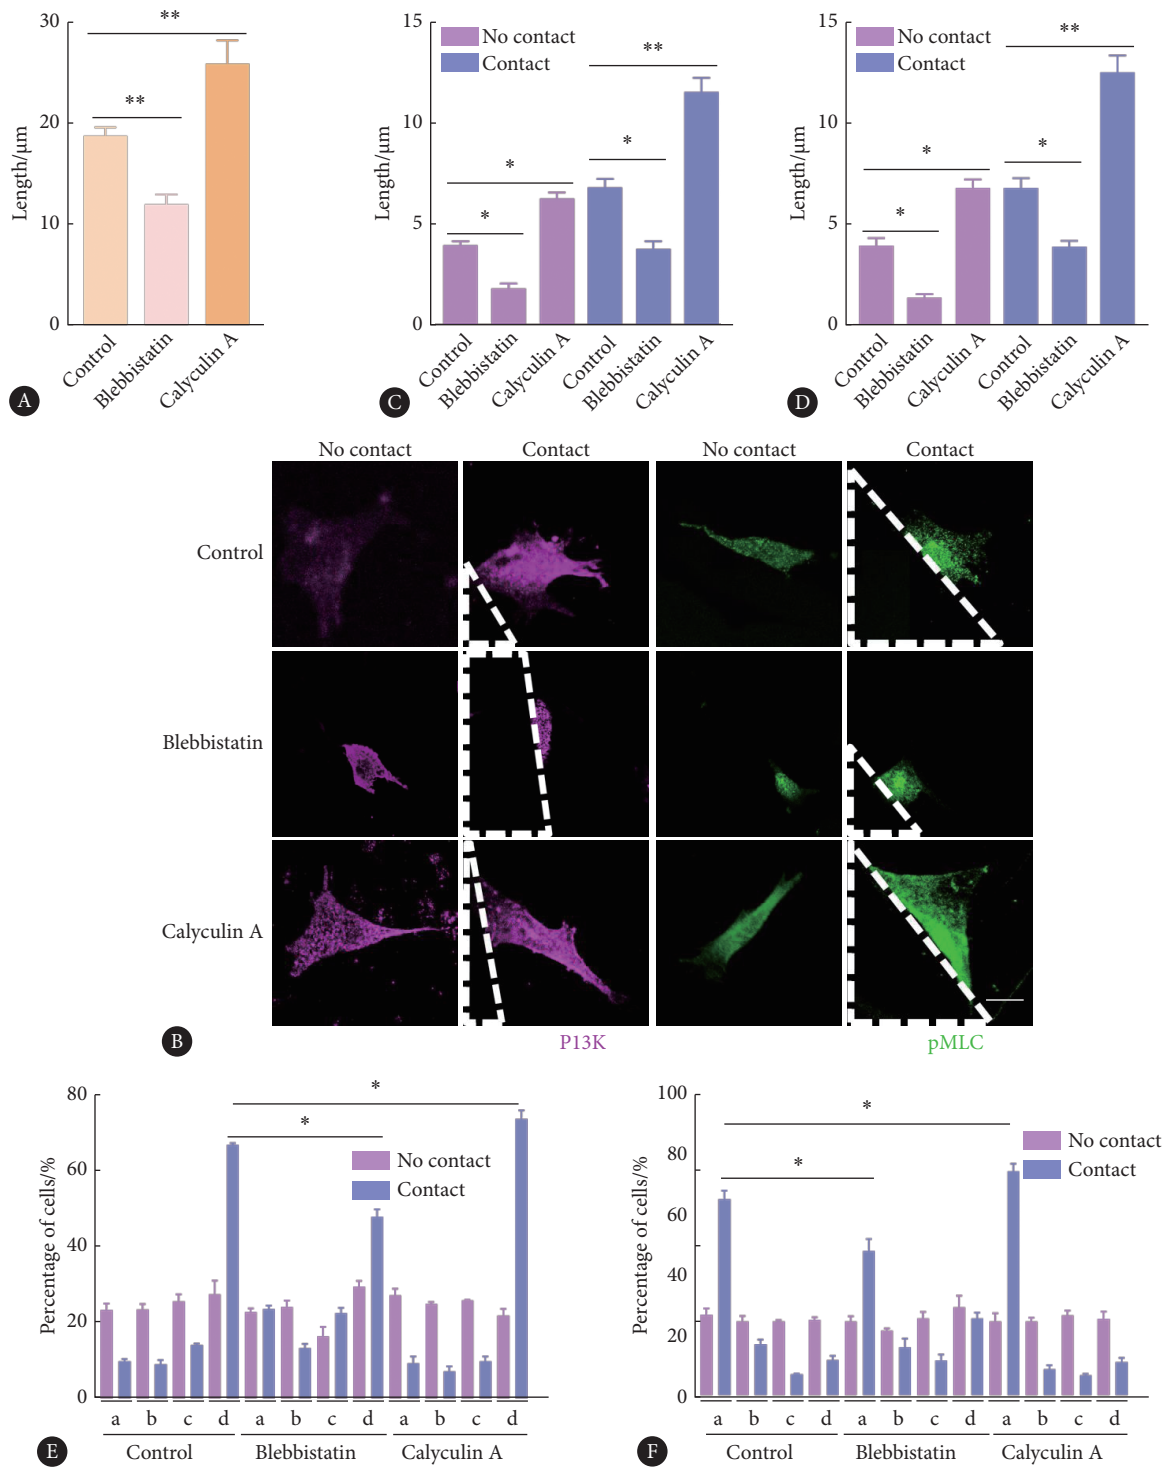 30
20
10
0
Length/μm
**
**
Control
Blebbistatin
Calyculin A
A
15
10
5
0
Length/μm
No contact
Contact
**
*
*
*
Control
Blebbistatin
Calyculin A
Control
Blebbistatin
Calyculin A
C
15
10
5
0
Length/μm
No contact
Contact
**
*
*
*
Control
Blebbistatin
Calyculin A
Control
Blebbistatin
Calyculin A
D
No contact Contact No contact Contact
Control
Blebbistatin
Calyculin A
B
P13K pMLC
80
60
40
20
0
Percentage of cells/%
*
*
No contact
Contact
a b c d a b c d a b c d
Control Blebbistatin Calyculin A
E
100
80
60
40
20
0
Percentage of cells/%
*
*
No contact
Contact
a b c d a b c d a b c d
Control Blebbistatin Calyculin A
F